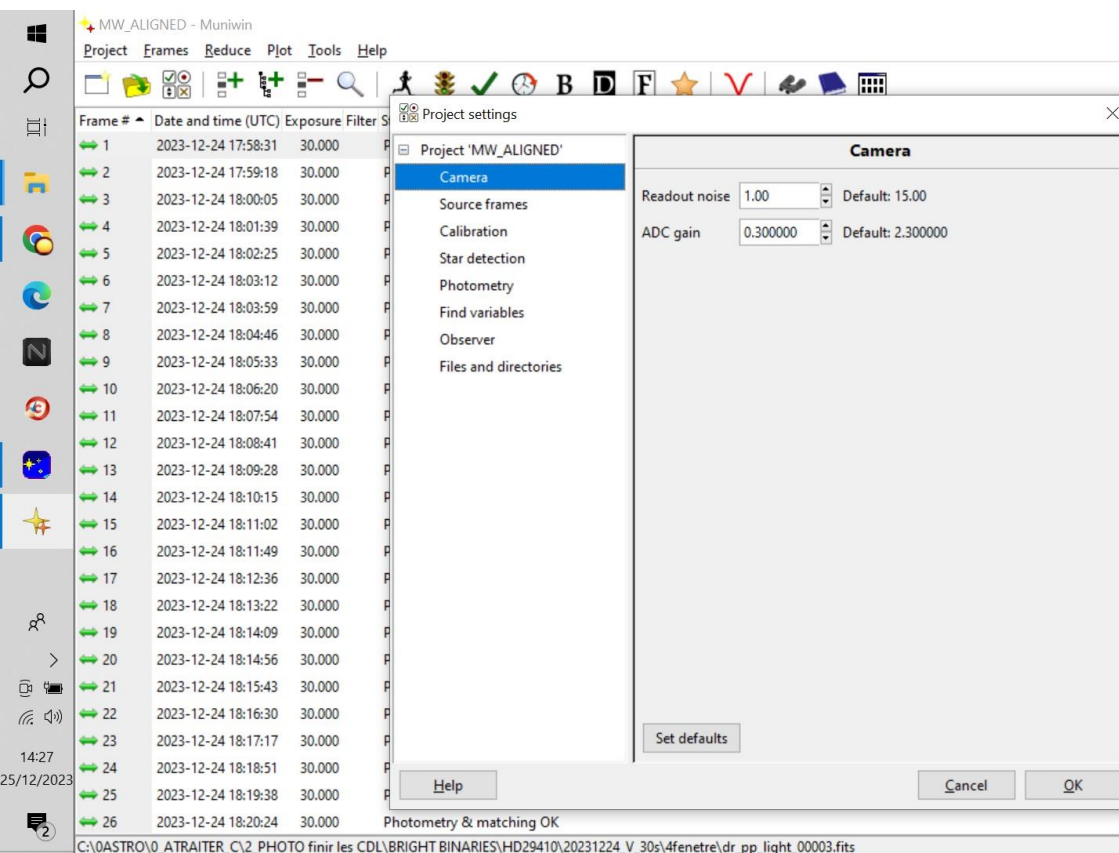 MW_ALIGNED - Muniwin
Project Frames Reduce Plot Tools Help
B D F
Frame # Date and time (UTC) Exposure Filter
1 2023-12-24 17:58:31 30.000
2 2023-12-24 17:59:18 30.000
3 2023-12-24 18:00:05 30.000
4 2023-12-24 18:01:39 30.000
5 2023-12-24 18:02:25 30.000
6 2023-12-24 18:03:12 30.000
7 2023-12-24 18:03:59 30.000
8 2023-12-24 18:04:46 30.000
9 2023-12-24 18:05:33 30.000
10 2023-12-24 18:06:20 30.000
11 2023-12-24 18:07:54 30.000
12 2023-12-24 18:08:41 30.000
13 2023-12-24 18:09:28 30.000
14 2023-12-24 18:10:15 30.000
15 2023-12-24 18:11:02 30.000
16 2023-12-24 18:11:49 30.000
17 2023-12-24 18:12:36 30.000
18 2023-12-24 18:13:22 30.000
19 2023-12-24 18:14:09 30.000
20 2023-12-24 18:14:56 30.000
21 2023-12-24 18:15:43 30.000
22 2023-12-24 18:16:30 30.000
23 2023-12-24 18:17:17 30.000
24 2023-12-24 18:18:51 30.000
25 2023-12-24 18:19:38 30.000
26 2023-12-24 18:20:24 30.000 Photometry & matching OK
C:\0ASTRO\0_ATRAITER_C\2_PHOTO finir les CDL\BRIGHT BINARIES\HD29410\20231224_V_30s\4fenetre\dr_pp_light_00003.fits
Project settings
Project 'MW_ALIGNED'
Camera
Source frames
Calibration
Star detection
Photometry
Find variables
Observer
Files and directories
Camera
Readout noise 1.00 Default: 15.00
ADC gain 0.300000 Default: 2.300000
Set defaults
Help Cancel OK
14:27
25/12/2023
2